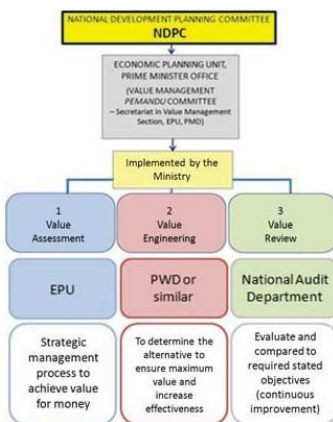 NATIONAL DEVELOPMENT PLANNING COMMITTEE
NDPC
ECONOMIC PLANNING UNIT,
PRIME MINISTER OFFICE
(VALUE MANAGEMENT
PEMANDU COMMITTEE
– Secretariat in Value Management
Section, EPU, PMD)
Implemented by the
Ministry
1
Value
Assessment
2
Value
Engineering
3
Value
Review
EPU
PWD or
similar
National Audit
Department
Strategic
management
process to
achieve value
for money
To determine the
alternative to
ensure maximum
value and
increase
effectiveness
Evaluate and
compared to
required stated
objectives
(continuous
improvement)